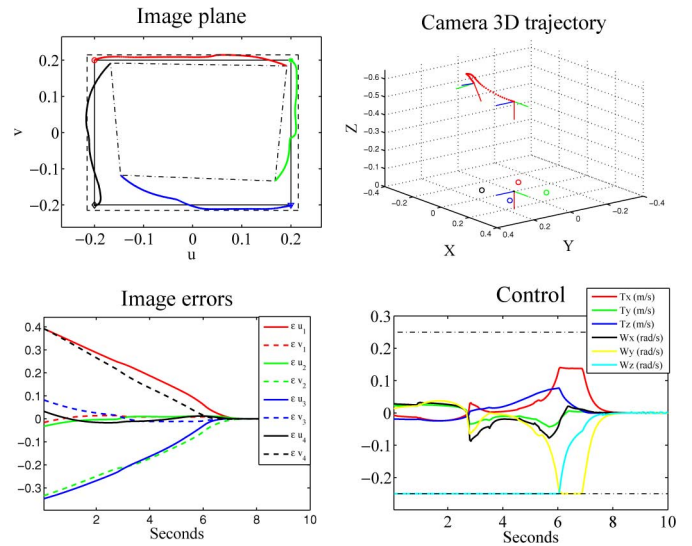 Image plane
0.2
0.1
0
−0.1
−0.2
v
−0.2
−0.1
0
0.1
0.2
u
Camera 3D trajectory
−0.6
−0.5
−0.4
−0.3
−0.2
−0.1
0
Z
−0.4
−0.2
0
0.2
0.4
X
0.4
0.2
0
−0.2
−0.4
Y
Image errors
0.4
0.3
0.2
0.1
0.0
−0.1
−0.2
−0.3
2
4
6
8
10
Seconds
ε u1
ε v1
ε u2
ε v2
ε u3
ε v3
ε u4
ε v4
Control
0.3
0.2
0.1
0
−0.1
−0.2
0
2
4
6
8
10
Seconds
Tx (m/s)
Ty (m/s)
Tz (m/s)
Wx (rad/s)
Wy (rad/s)
Wz (rad/s)